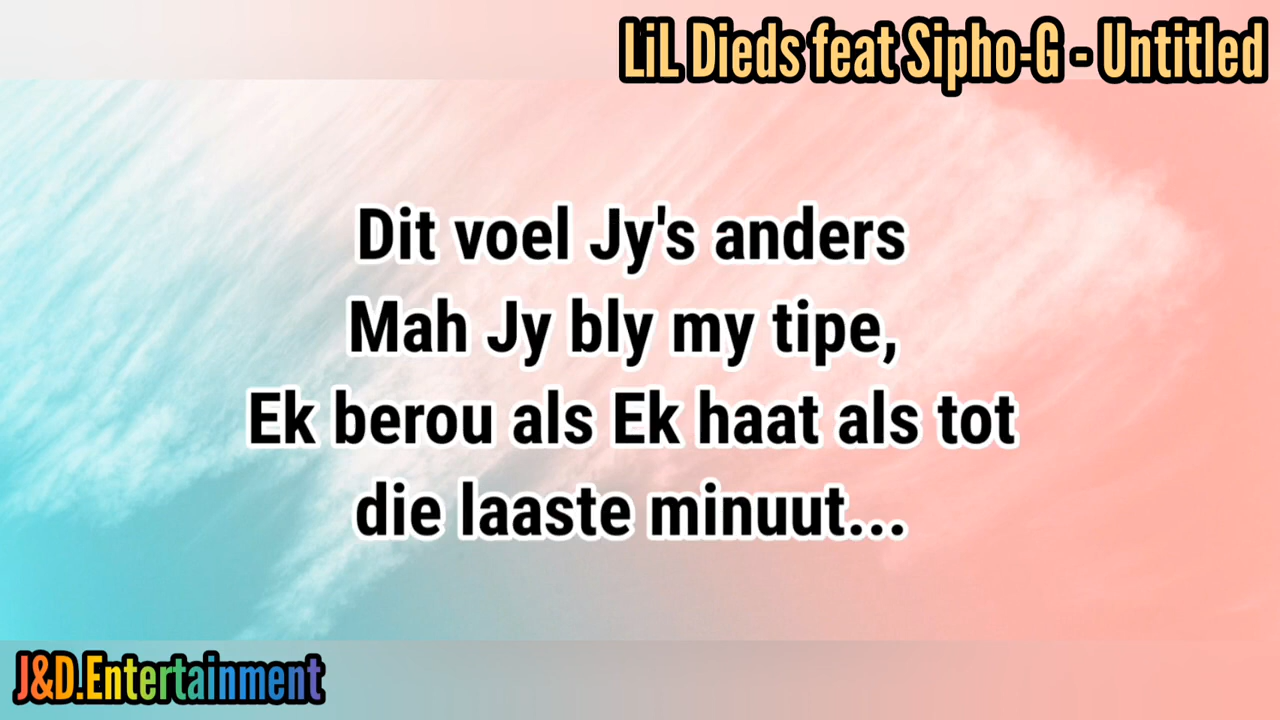 LiL Dieds feat Sipho-G - Untitled
Dit voel Jy's anders
Mah Jy bly my tipe,
Ek berou als Ek haat als tot
die laaste minuut...
J&D.Entertainment